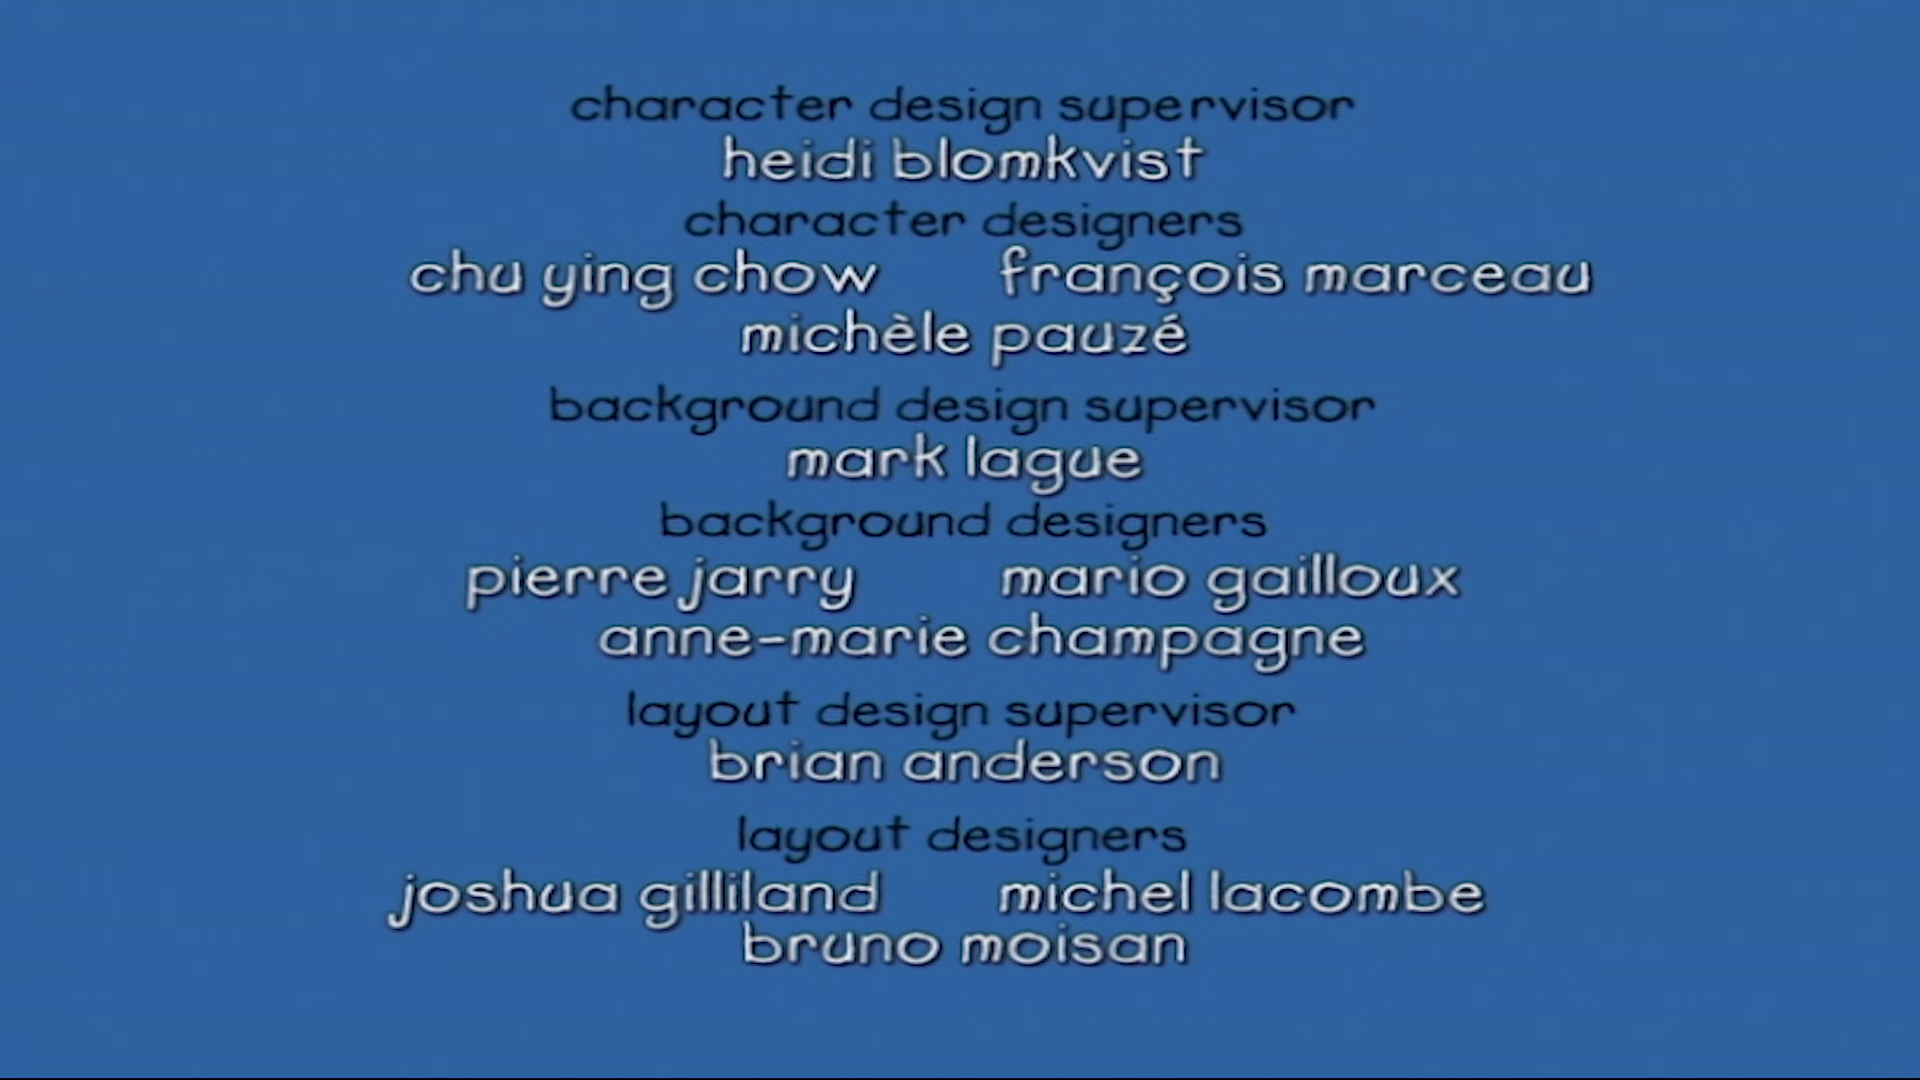 character design supervisor
heidi blomkvist
character designers
chu ying chow françois marceau
michèle pauzé
background design supervisor
mark lague
background designers
pierre jarry mario gailloux
anne-marie champagne
layout design supervisor
brian anderson
layout designers
joshua gilliland michel lacombe
bruno moisan